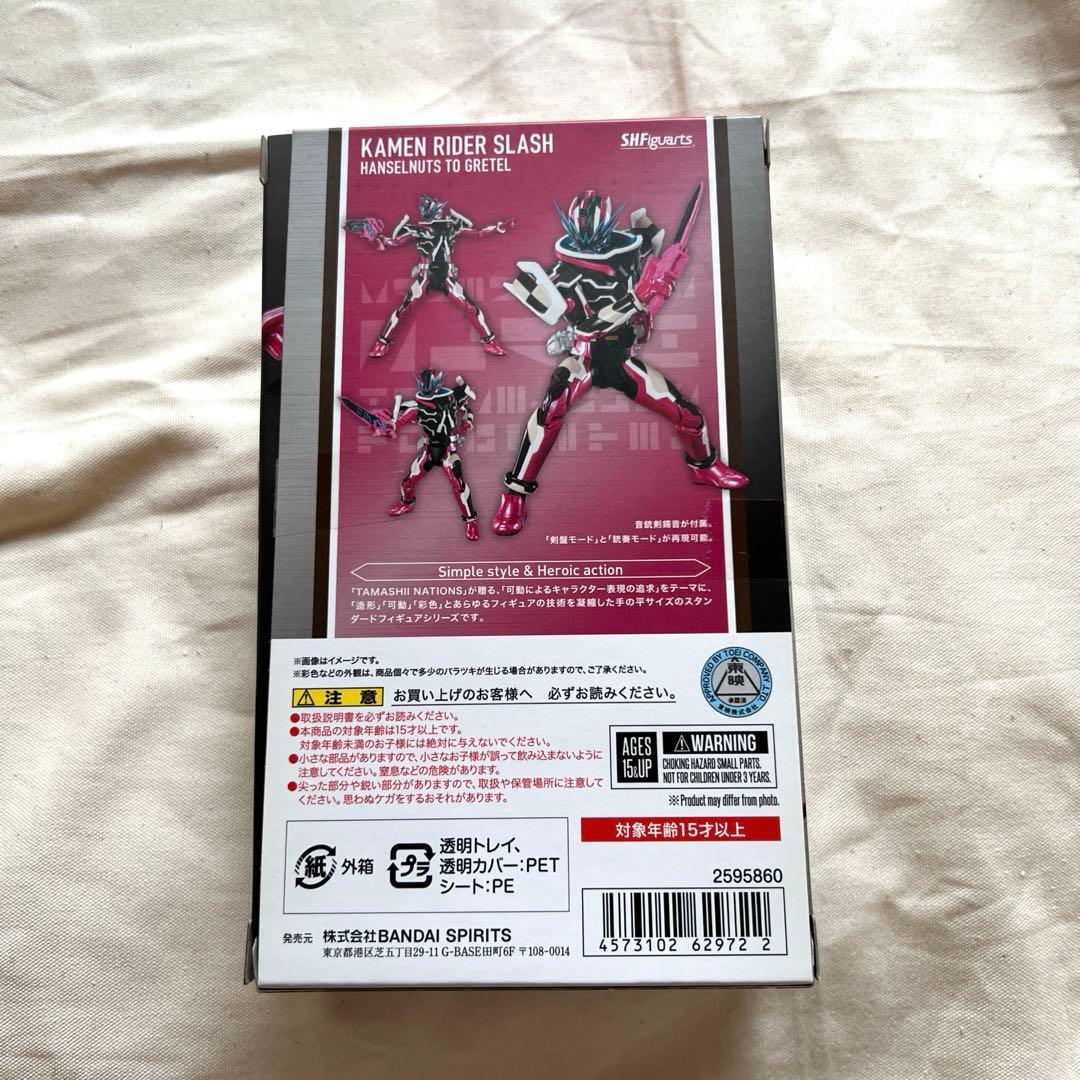 KAMEN RIDER SLASH
HANSELNUTS TO GRETEL
S.H.Figuarts
音銃剣錫音が付属。
「剣盤モード」と「銃奏モード」が再現可能。
Simple style & Heroic action
「TAMASHII NATIONS」が贈る、「可動によるキャラクター表現の追求」をテーマに、
「造形」「可動」「彩色」とあらゆるフィギュアの技術を凝縮した手の平サイズのスタン
ダードフィギュアシリーズです。
※画像はイメージです。
※彩色などの外観は、商品個々で多少のバラツキが生じる場合がありますので、ご了承ください。
注意 お買い上げのお客様へ 必ずお読みください。
●取扱説明書を必ずお読みください。
●本商品の対象年齢は15才以上です。
対象年齢未満のお子様には絶対に与えないでください。
●小さな部品がありますので、小さなお子様が誤って飲み込まないように
注意してください。窒息などの危険があります。
●尖った部分や鋭い部分がありますので、取扱や保管場所に注意して
ください。思わぬケガをするおそれがあります。
APPROVED BY TOEI COMPANY, LTD
東映
承認済
東映株式会社
AGES
15&UP
WARNING
CHOKING HAZARD SMALL PARTS.
NOT FOR CHILDREN UNDER 3 YEARS.
※Product may differ from photo.
対象年齢15才以上
紙 外箱
プラ
透明トレイ、
透明カバー:PET
シート:PE
2595860
4573102 62972 2
発売元 株式会社BANDAI SPIRITS
東京都港区芝五丁目29-11 G-BASE田町6F 〒108-0014